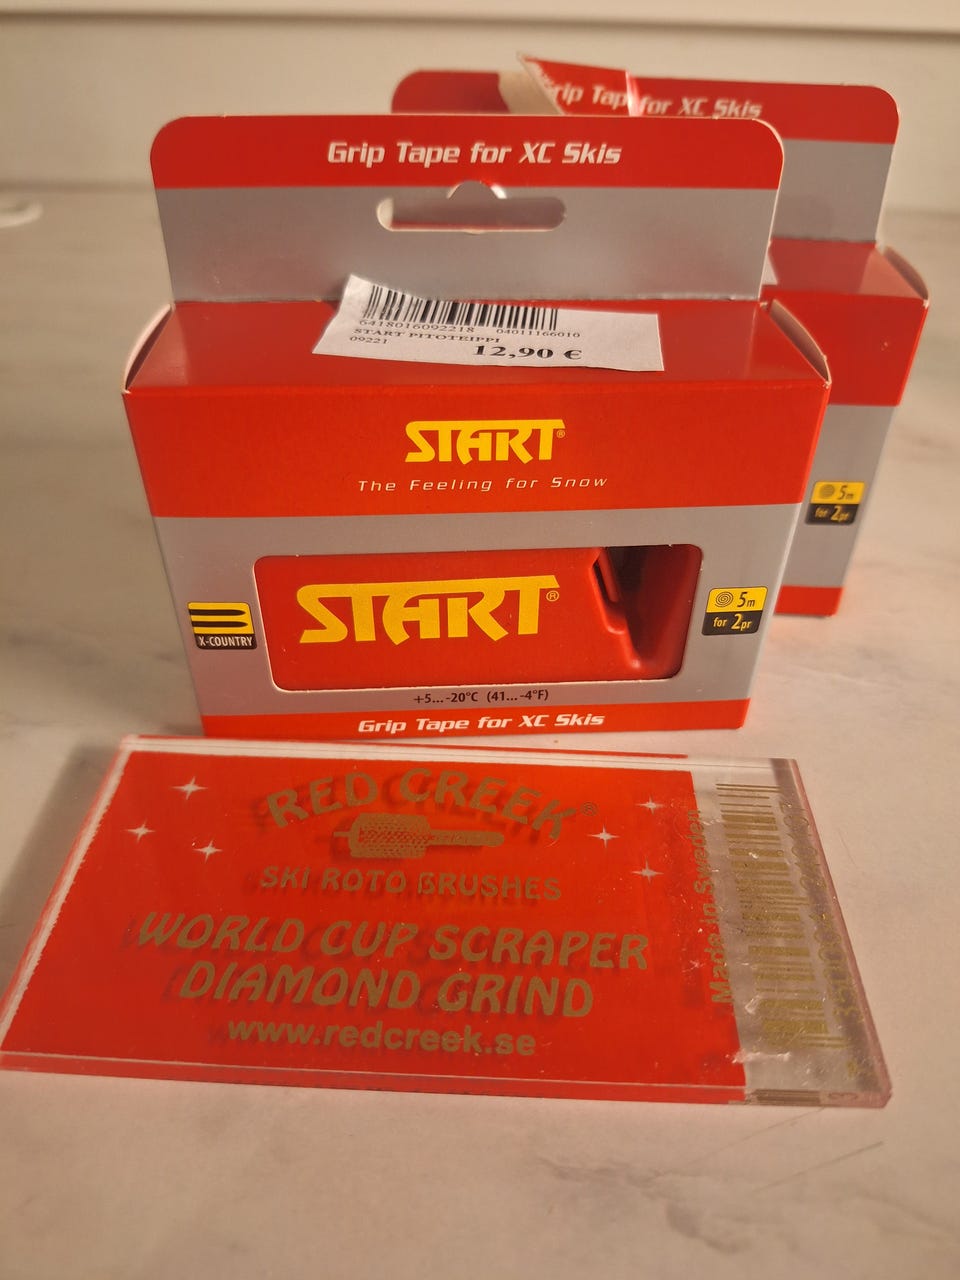 Grip Tape for XC Skis
rip Tap for XC Skis
6418016092218 04011166010
START PITOTEIPPI
09221
12,90 €
START®
The Feeling for Snow
START®
X-COUNTRY
5m
for 2pr
5m
for 2pr
+5...-20°C (41...-4°F)
Grip Tape for XC Skis
RED CREEK®
SKI ROTO BRUSHES
WORLD CUP SCRAPER
DIAMOND GRIND
www.redcreek.se
Made in Sweden